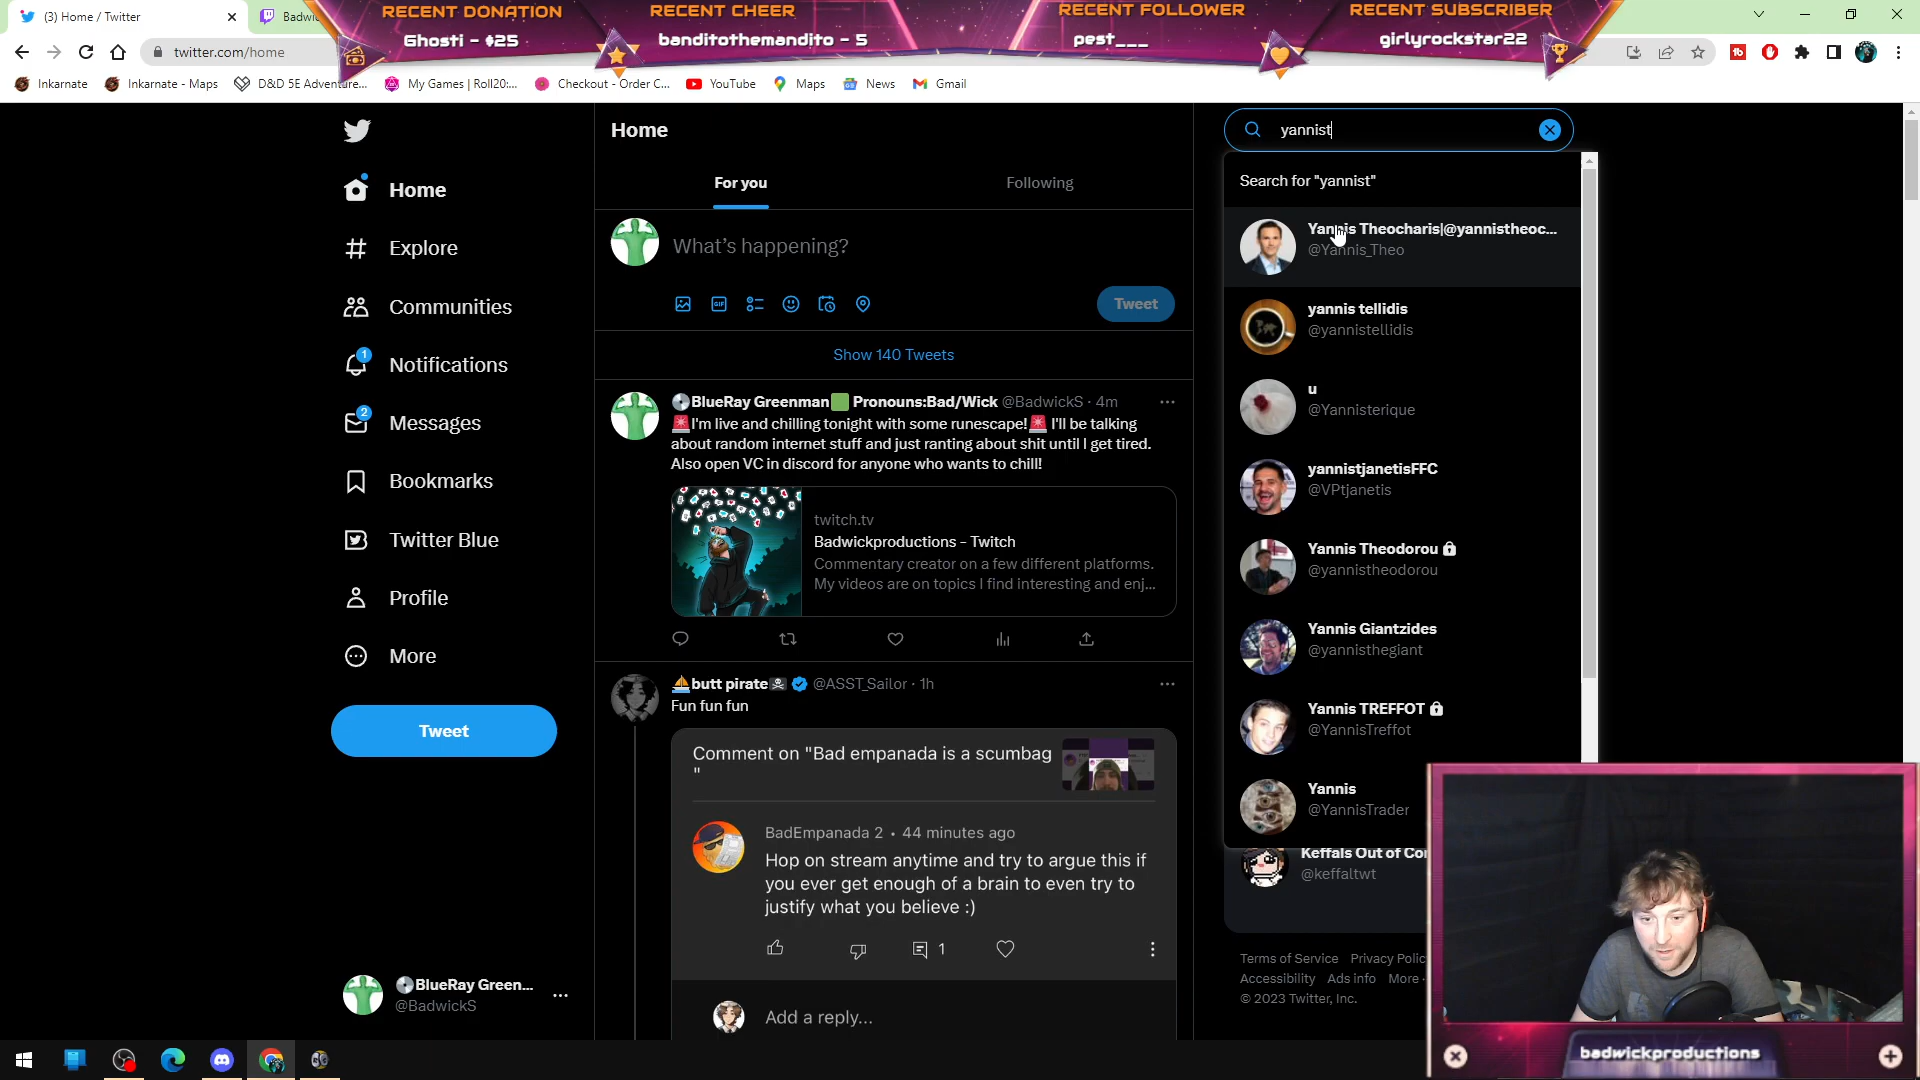 RECENT DONATION
Ghosti - $25
RECENT CHEER
banditothemandito - 5
RECENT FOLLOWER
pest___
RECENT SUBSCRIBER
girlyrockstar22
(3) Home / Twitter
twitter.com/home
Inkarnate
Inkarnate - Maps
D&D 5E Adventure...
My Games | Roll20:...
Checkout - Order C...
YouTube
Maps
News
Gmail
Home
Explore
Communities
1
Notifications
2
Messages
Bookmarks
Twitter Blue
Profile
More
Tweet
BlueRay Green...
@BadwickS
Home
For you
Following
What's happening?
GIF
Tweet
Show 140 Tweets
BlueRay Greenman Pronouns:Bad/Wick @BadwickS · 4m
I'm live and chilling tonight with some runescape! I'll be talking
about random internet stuff and just ranting about shit until I get tired.
Also open VC in discord for anyone who wants to chill!
twitch.tv
Badwickproductions - Twitch
Commentary creator on a few different platforms.
My videos are on topics I find interesting and enj...
butt pirate @ASST_Sailor · 1h
Fun fun fun
Comment on "Bad empanada is a scumbag
"
BadEmpanada 2 • 44 minutes ago
Hop on stream anytime and try to argue this if
you ever get enough of a brain to even try to
justify what you believe :)
1
Add a reply...
yannist
Search for "yannist"
Yannis Theocharis|@yannistheoc...
@Yannis_Theo
yannis tellidis
@yannistellidis
u
@Yannisterique
yannistjanetisFFC
@VPtjanetis
Yannis Theodorou
@yannistheodorou
Yannis Giantzides
@yannisthegiant
Yannis TREFFOT
@YannisTreffot
Yannis
@YannisTrader
Keffals Out of Con
@keffaltwt
Terms of Service Privacy Polic
Accessibility Ads info More
© 2023 Twitter, Inc.
badwickproductions